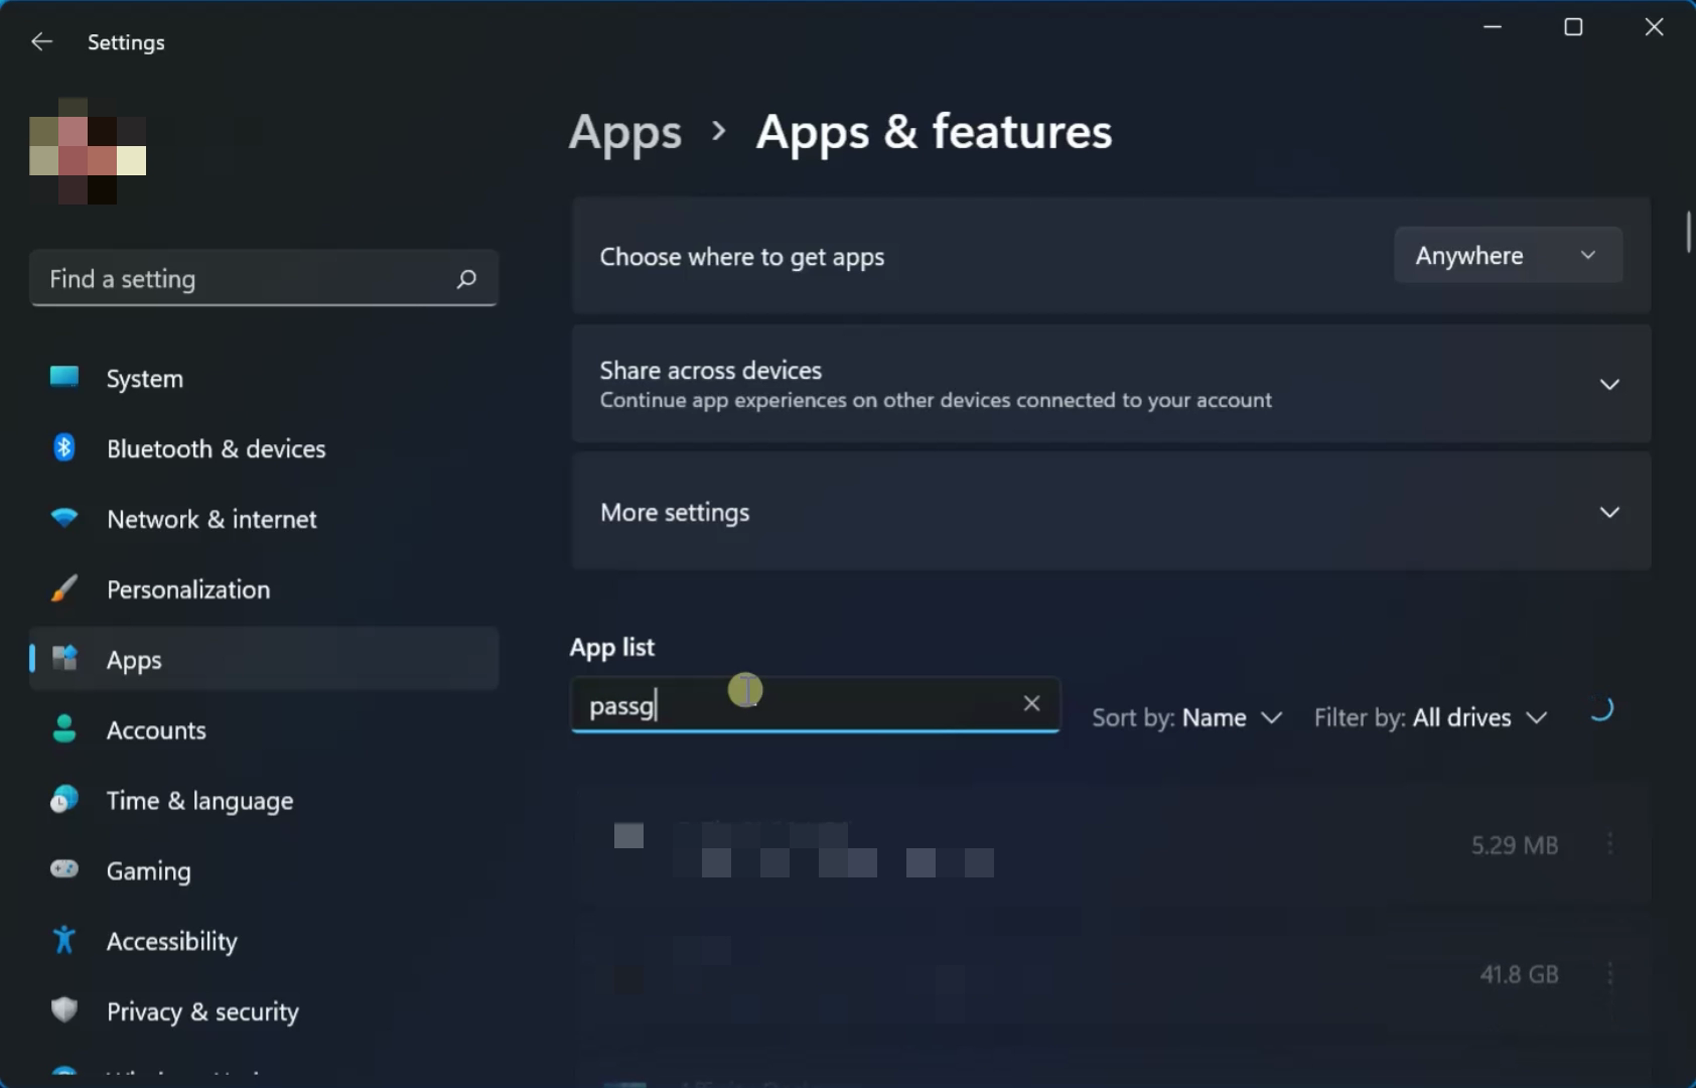 Settings
Find a setting
System
Bluetooth & devices
Network & internet
Personalization
Apps
Accounts
Time & language
Gaming
Accessibility
Privacy & security
Apps > Apps & features
Choose where to get apps
Anywhere
Share across devices
Continue app experiences on other devices connected to your account
More settings
App list
passg
Sort by: Name
Filter by: All drives
5.29 MB
41.8 GB